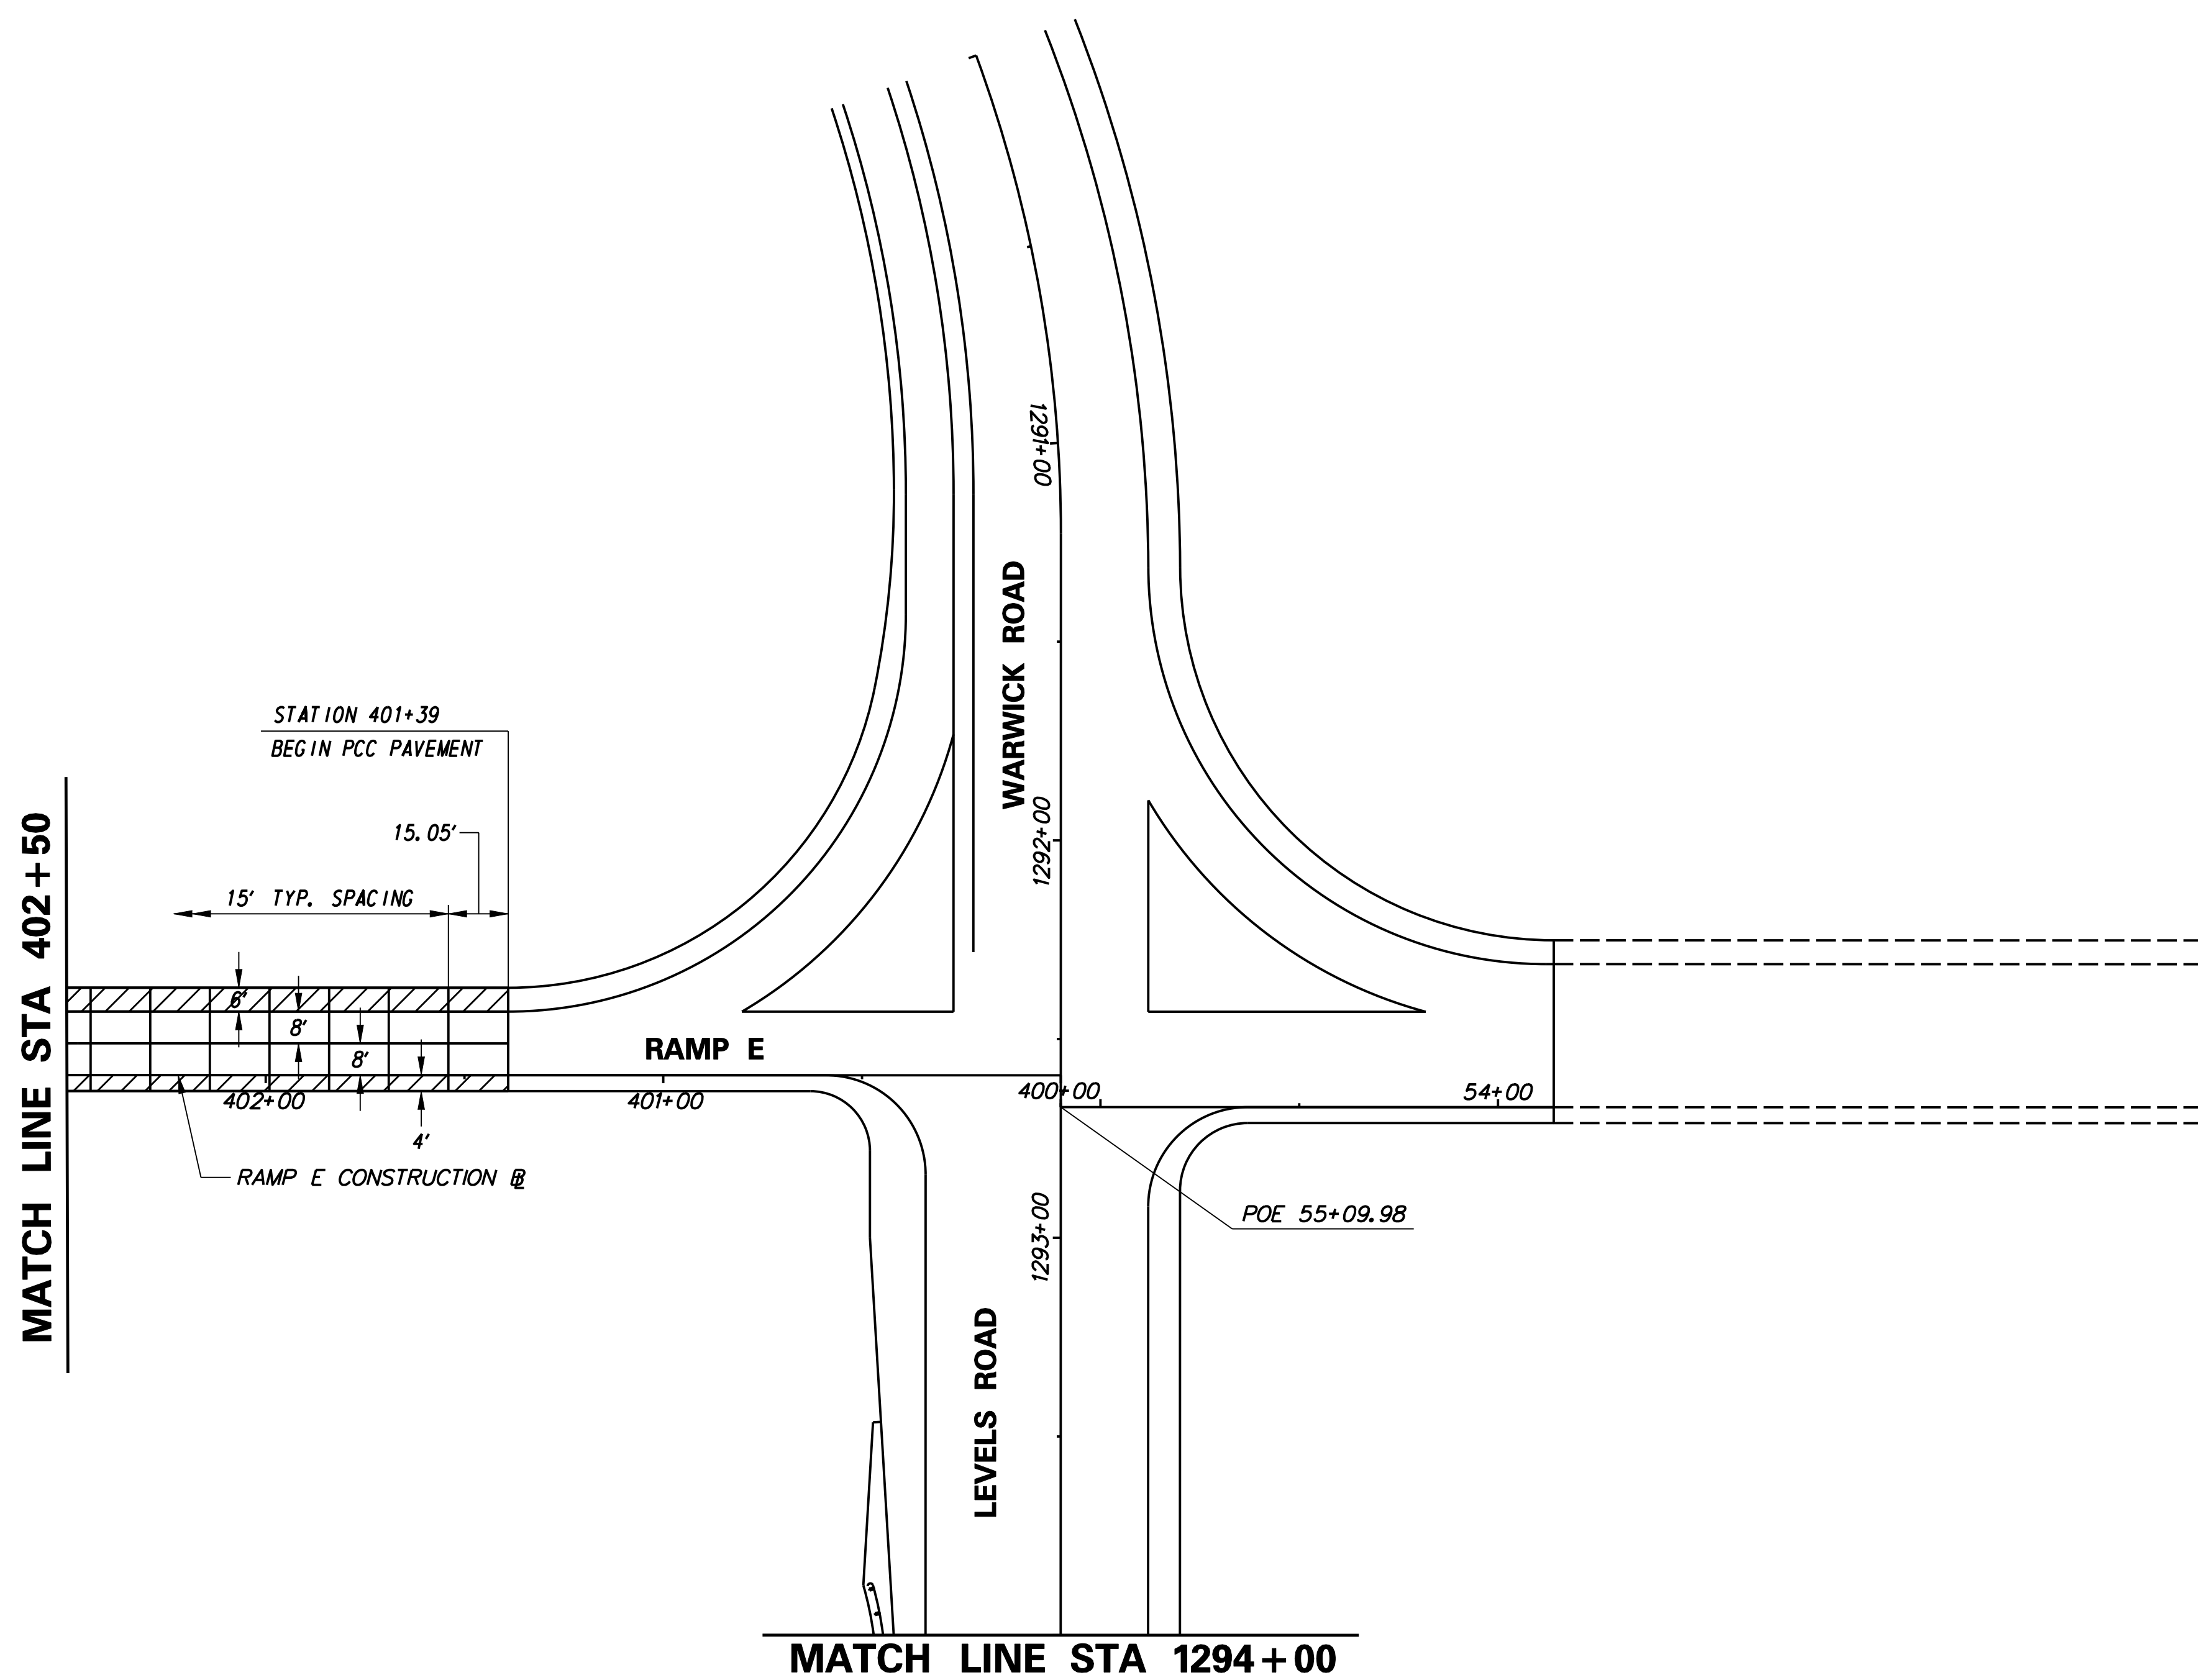 1291+00
WARWICK ROAD
STATION 401+39
BEGIN PCC PAVEMENT
15.05'
1292+00
MATCH LINE STA 402+50
15' TYP. SPACING
6'
8'
8'
RAMP E
402+00
401+00
400+00
54+00
4'
RAMP E CONSTRUCTION BL
POE 55+09.98
1293+00
LEVELS ROAD
MATCH LINE STA 1294+00